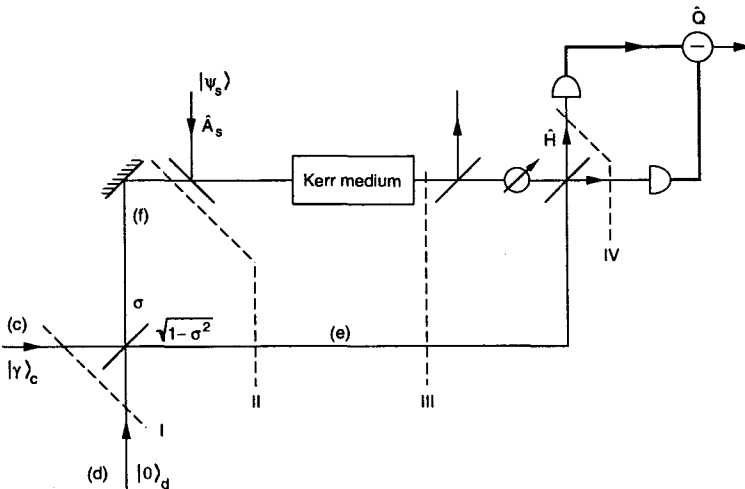 Q̂
|ψₛ⟩
Âₛ
Ĥ
Kerr medium
−
(f)
IV
σ
√1−σ²
(c)
(e)
|γ⟩c
II
III
I
(d)
|0⟩d